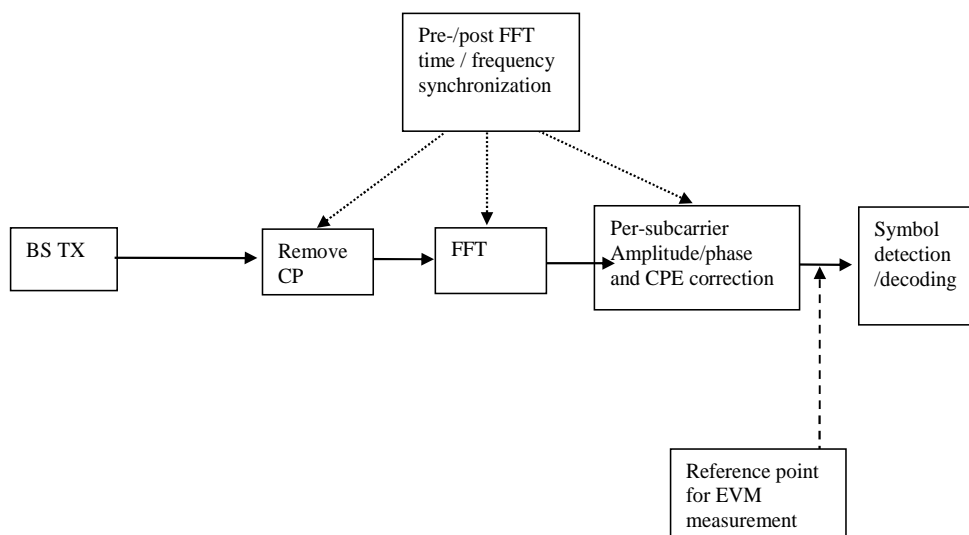 Pre-/post FFT
time / frequency
synchronization
BS TX
Remove
CP
FFT
Per-subcarrier
Amplitude/phase
and CPE correction
Symbol
detection
/decoding
Reference point
for EVM
measurement